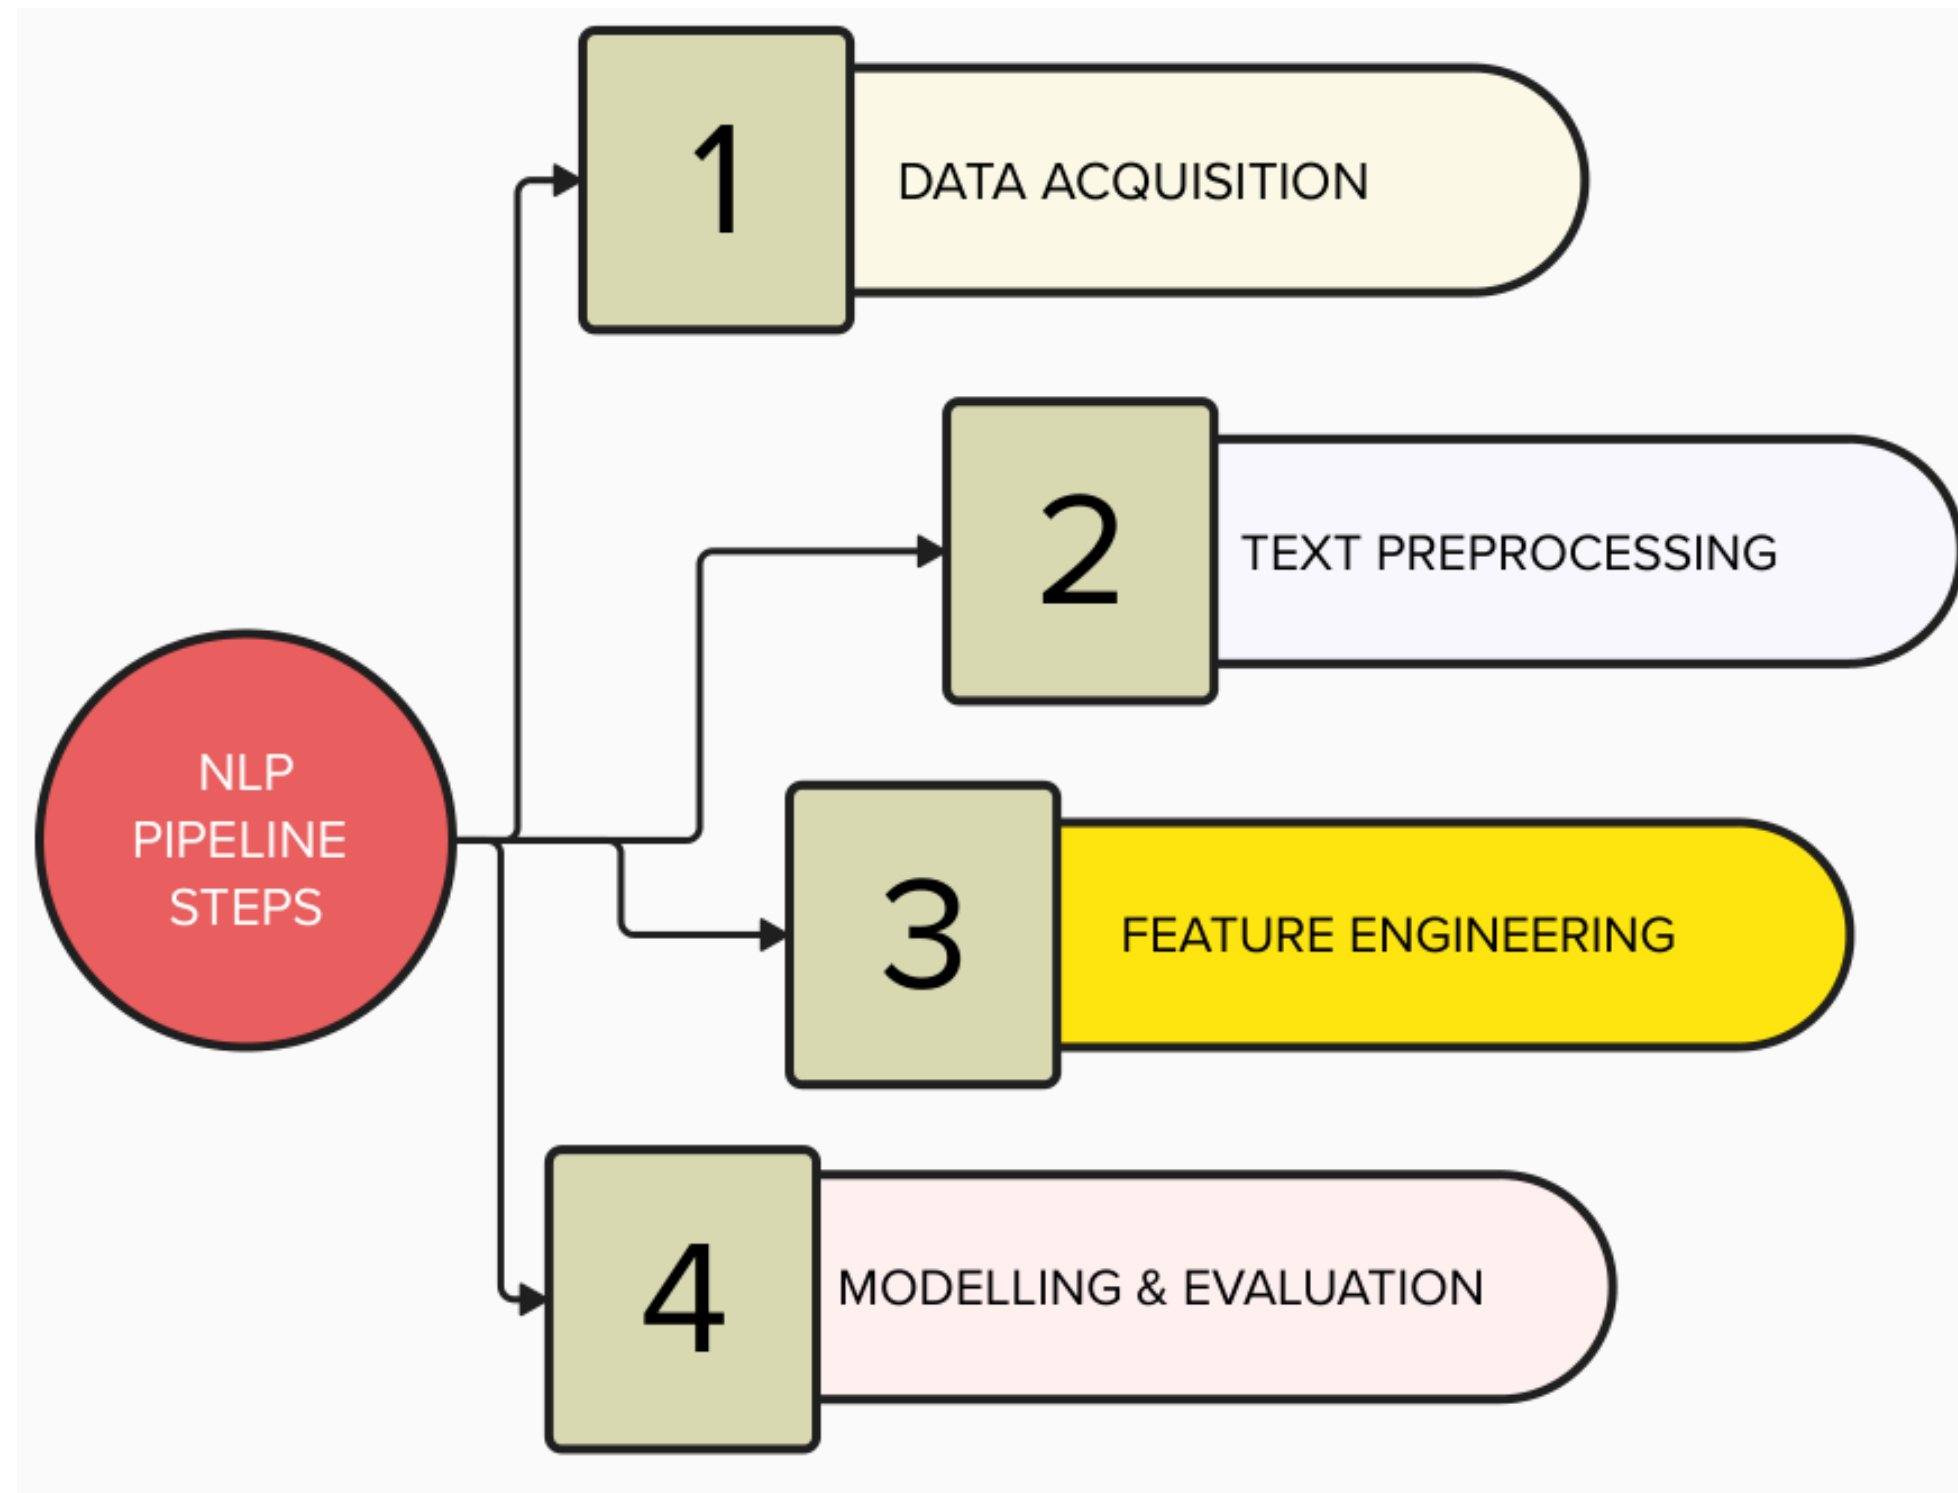 1
DATA ACQUISITION
2
TEXT PREPROCESSING
NLP
PIPELINE
STEPS
3
FEATURE ENGINEERING
4
MODELLING & EVALUATION